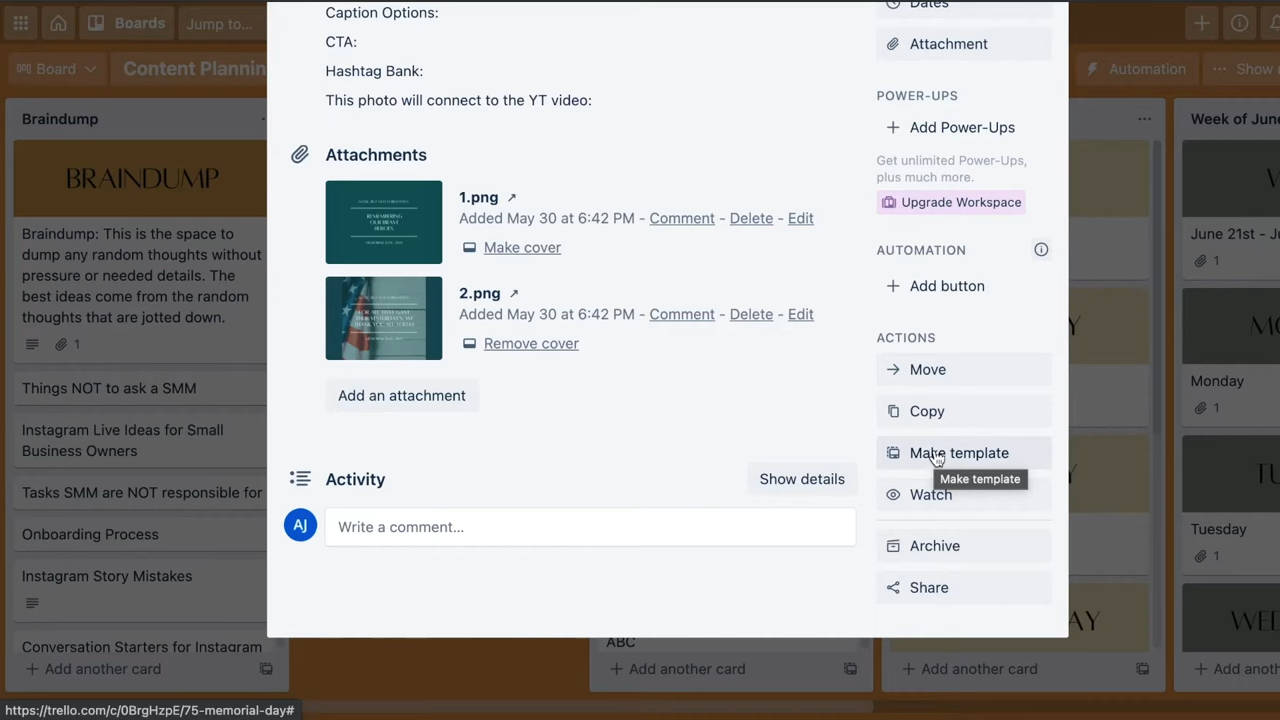 Boards
Jump to...
Board
Content Plannin
Automation
Show
Caption Options:
CTA:
Hashtag Bank:
This photo will connect to the YT video:
Attachments
1.png
Added May 30 at 6:42 PM - Comment - Delete - Edit
Make cover
2.png
Added May 30 at 6:42 PM - Comment - Delete - Edit
Remove cover
Add an attachment
Activity
Show details
AJ
Write a comment...
Dates
Attachment
POWER-UPS
Add Power-Ups
Get unlimited Power-Ups,
plus much more.
Upgrade Workspace
AUTOMATION
Add button
ACTIONS
Move
Copy
Make template
Make template
Watch
Archive
Share
Braindump
BRAINDUMP
Braindump: This is the space to
dump any random thoughts without
pressure or needed details. The
best ideas come from the random
thoughts that are jotted down.
1
Things NOT to ask a SMM
Instagram Live Ideas for Small
Business Owners
Tasks SMM are NOT responsible for
Onboarding Process
Instagram Story Mistakes
Conversation Starters for Instagram
Add another card
ABC
Add another card
AY
Add another card
Week of June
June 21st - J
1
MO
Monday
1
TU
Tuesday
1
WED
Add anoth
https://trello.com/c/0BrgHzpE/75-memorial-day#